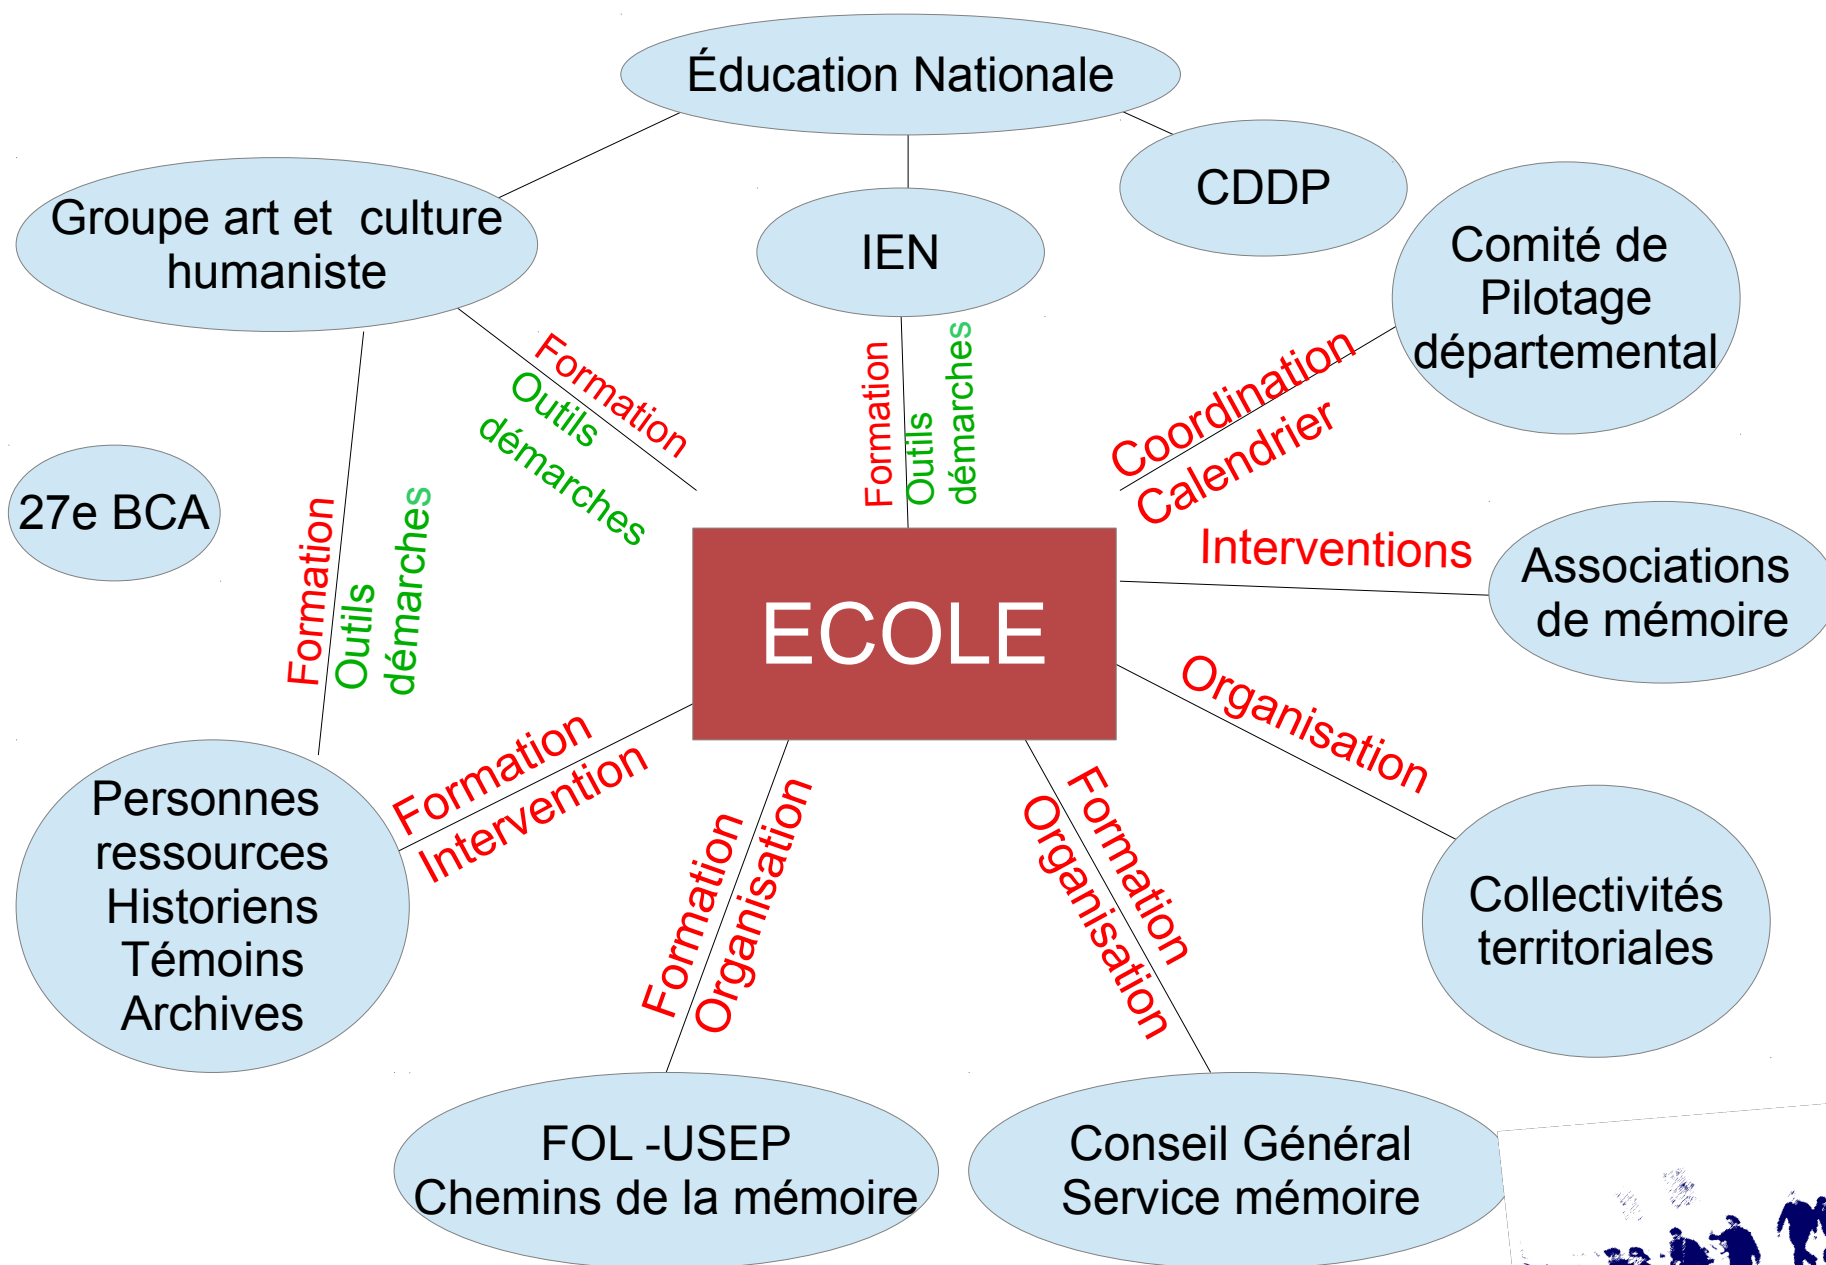 Éducation Nationale
CDDP
Groupe art et culture
humaniste
IEN
Comité de
Pilotage
départemental
Formation
Outils
démarches
Formation
Outils
démarches
Coordination
Calendrier
27e BCA
Formation
Outils
démarches
Interventions
Associations
de mémoire
ECOLE
Organisation
Formation
Intervention
Personnes
ressources
Historiens
Témoins
Archives
Formation
Organisation
Formation
Organisation
Collectivités
territoriales
FOL -USEP
Chemins de la mémoire
Conseil Général
Service mémoire